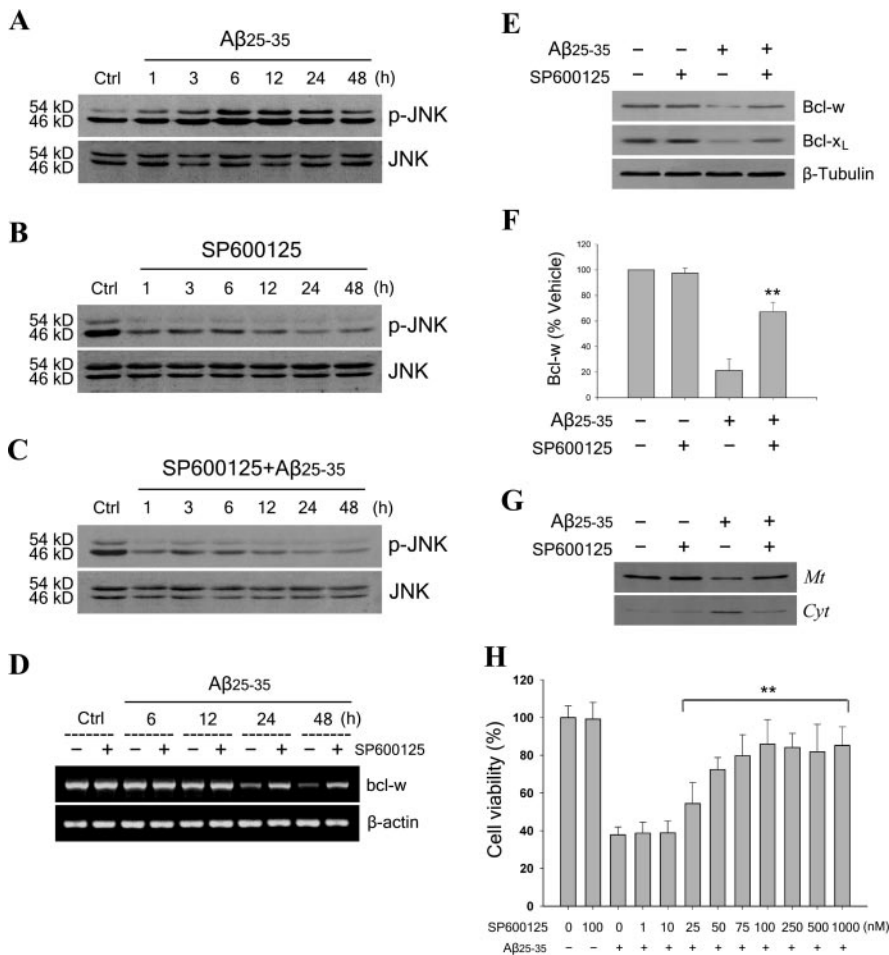 A
Aβ25-35
Ctrl 1 3 6 12 24 48 (h)
54 kD
46 kD
p-JNK
54 kD
46 kD
JNK
B
SP600125
Ctrl 1 3 6 12 24 48 (h)
54 kD
46 kD
p-JNK
54 kD
46 kD
JNK
C
SP600125+Aβ25-35
Ctrl 1 3 6 12 24 48 (h)
54 kD
46 kD
p-JNK
54 kD
46 kD
JNK
D
Aβ25-35
Ctrl 6 12 24 48 (h)
− + − + − + − + − + SP600125
bcl-w
β-actin
E
Aβ25-35 − − + +
SP600125 − + − +
Bcl-w
Bcl-xL
β-Tubulin
F
Bcl-w (% Vehicle)
120
100
80
60
40
20
0
**
Aβ25-35 − − + +
SP600125 − + − +
G
Aβ25-35 − − + +
SP600125 − + − +
Mt
Cyt
H
Cell viability (%)
120
100
80
60
40
20
0
**
SP600125 0 100 0 1 10 25 50 75 100 250 500 1000 (nM)
Aβ25-35 − − + + + + + + + + + +